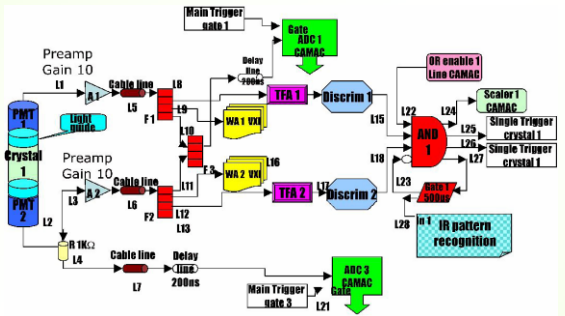 Main Trigger
gate 1
Gate
ADC 1
CAMAC
Delay
line
200ns
OR enable 1
Line CAMAC
Preamp
Gain 10
L1
A 1
Cable line
L5
L8
F 1
L9
L10
TFA 1
WA 1 VXI
Discrim 1
L15
L22
L24
Scalor 1
CAMAC
L25
Single Trigger
crystal 1
AND
1
L26
Single Trigger
crystal 1
L27
L18
L23
PMT
1
Light
guide
Crystal
1
PMT
2
Preamp
Gain 10
L3
A 2
Cable line
L6
L11
F 3
F2
L12
L13
L16
WA 2 VXI
TFA 2
L17
Discrim 2
Gate 1
500µs
L28
in 1
IR pattern
recognition
L2
R 1KΩ
L4
Cable line
L7
Delay
line
200ns
Main Trigger
gate 3
L21
Gate
ADC 3
CAMAC